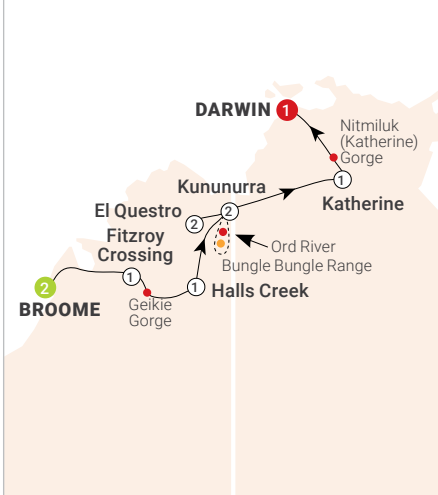 DARWIN 1
Nitmiluk
(Katherine)
Gorge
Kununurra
1
Katherine
El Questro
2
2
Fitzroy
Crossing
Ord River
Bungle Bungle Range
1
2
BROOME
Geikie
Gorge
1
Halls Creek